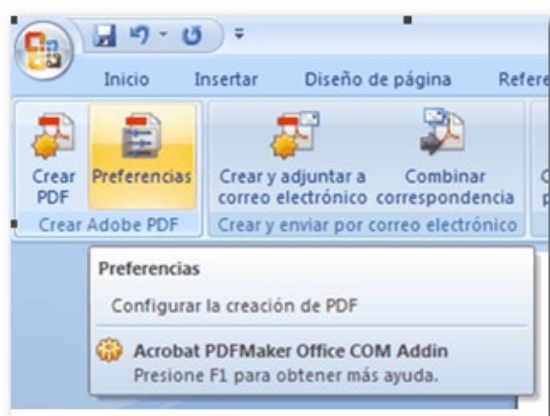 Inicio Insertar Diseño de página
Crear Preferencias Crear y adjuntar a Combinar
PDF correo electrónico correspondencia
Crear Adobe PDF Crear y enviar por correo electrónico
Preferencias
Configurar la creación de PDF
Acrobat PDFMaker Office COM Addin
Presione F1 para obtener más ayuda.